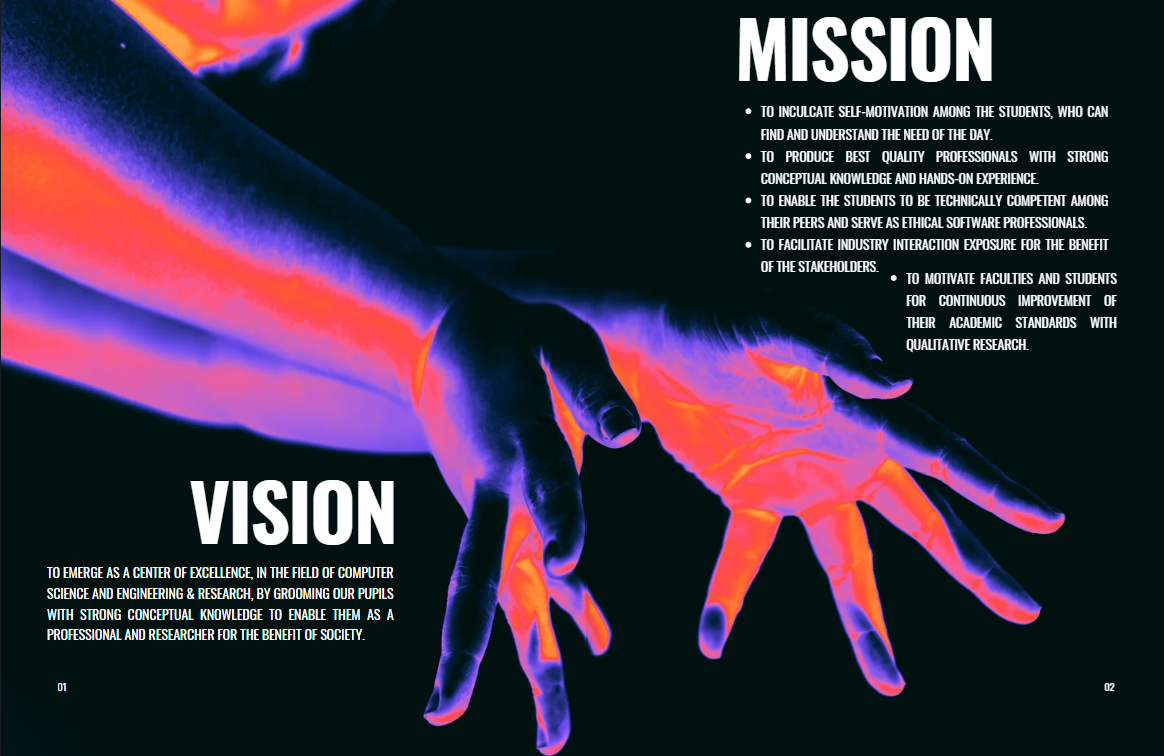 MISSION
• TO INCULCATE SELF-MOTIVATION AMONG THE STUDENTS, WHO CAN
FIND AND UNDERSTAND THE NEED OF THE DAY.
• TO PRODUCE BEST QUALITY PROFESSIONALS WITH STRONG
CONCEPTUAL KNOWLEDGE AND HANDS-ON EXPERIENCE.
• TO ENABLE THE STUDENTS TO BE TECHNICALLY COMPETENT AMONG
THEIR PEERS AND SERVE AS ETHICAL SOFTWARE PROFESSIONALS.
• TO FACILITATE INDUSTRY INTERACTION EXPOSURE FOR THE BENEFIT
OF THE STAKEHOLDERS.
• TO MOTIVATE FACULTIES AND STUDENTS
FOR CONTINUOUS IMPROVEMENT OF
THEIR ACADEMIC STANDARDS WITH
QUALITATIVE RESEARCH.
VISION
TO EMERGE AS A CENTER OF EXCELLENCE, IN THE FIELD OF COMPUTER
SCIENCE AND ENGINEERING & RESEARCH, BY GROOMING OUR PUPILS
WITH STRONG CONCEPTUAL KNOWLEDGE TO ENABLE THEM AS A
PROFESSIONAL AND RESEARCHER FOR THE BENEFIT OF SOCIETY.
01
02